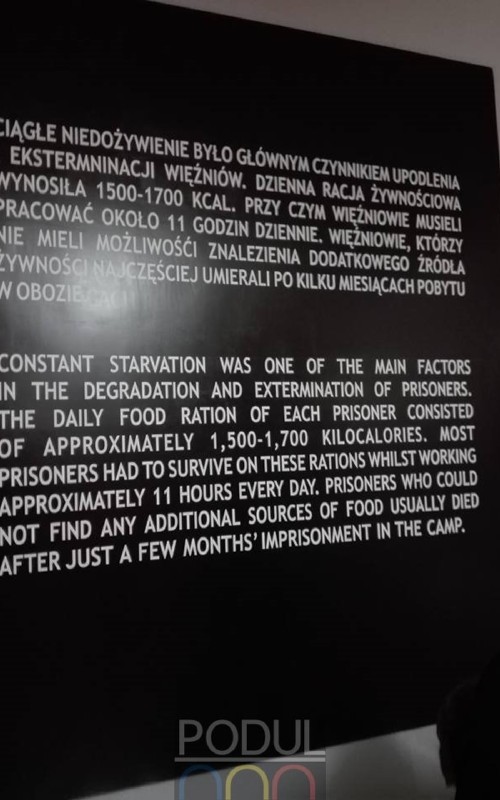 CIĄGŁE NIEDOŻYWIENIE BYŁO GŁÓWNYM CZYNNIKIEM UPODLENIA
I EKSTERMNINACJI WIĘŹNIÓW. DZIENNA RACJA ŻYWNOŚCIOWA
WYNOSIŁA 1500-1700 KCAL. PRZY CZYM WIĘŹNIOWIE MUSIELI
PRACOWAĆ OKOŁO 11 GODZIN DZIENNIE. WIĘŹNIOWIE, KTÓRZY
NIE MIELI MOŻLIWOŚĆI ZNALEZIENIA DODATKOWEGO ŹRÓDŁA
ŻYWNOŚCI NAJCZĘŚCIEJ UMIERALI PO KILKU MIESIĄCACH POBYTU
W OBOZIE
CONSTANT STARVATION WAS ONE OF THE MAIN FACTORS
IN THE DEGRADATION AND EXTERMINATION OF PRISONERS.
THE DAILY FOOD RATION OF EACH PRISONER CONSISTED
OF APPROXIMATELY 1,500-1,700 KILOCALORIES. MOST
PRISONERS HAD TO SURVIVE ON THESE RATIONS WHILST WORKING
APPROXIMATELY 11 HOURS EVERY DAY. PRISONERS WHO COULD
NOT FIND ANY ADDITIONAL SOURCES OF FOOD USUALLY DIED
AFTER JUST A FEW MONTHS' IMPRISONMENT IN THE CAMP.
PODUL